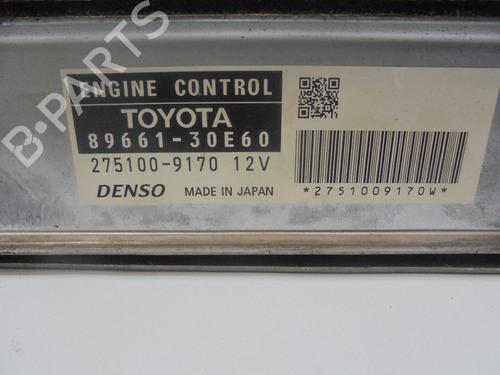 B-PARTS
ENGINE CONTROL
TOYOTA
89661-30E60
275100-9170 12V
DENSO MADE IN JAPAN
*2751009170W*